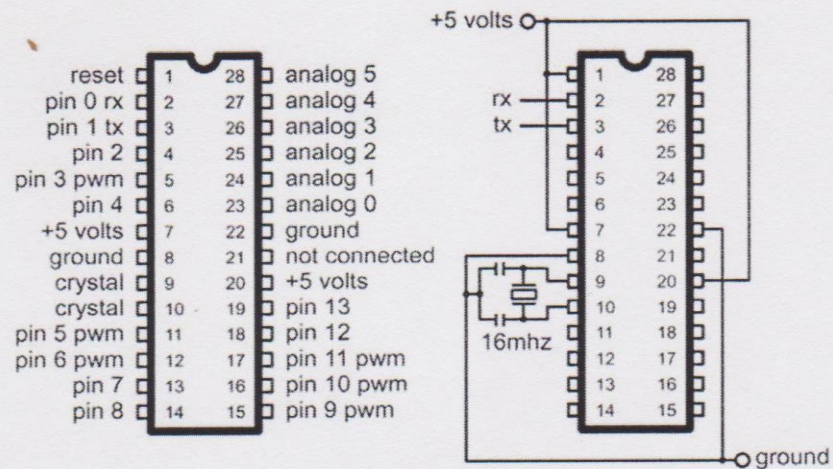 +5 volts
reset 1 28 analog 5
pin 0 rx 2 27 analog 4
pin 1 tx 3 26 analog 3
pin 2 4 25 analog 2
pin 3 pwm 5 24 analog 1
pin 4 6 23 analog 0
+5 volts 7 22 ground
ground 8 21 not connected
crystal 9 20 +5 volts
crystal 10 19 pin 13
pin 5 pwm 11 18 pin 12
pin 6 pwm 12 17 pin 11 pwm
pin 7 13 16 pin 10 pwm
pin 8 14 15 pin 9 pwm
1 28
rx 2 27
tx 3 26
4 25
5 24
6 23
7 22
8 21
9 20
10 19
16mhz 11 18
12 17
13 16
14 15
ground